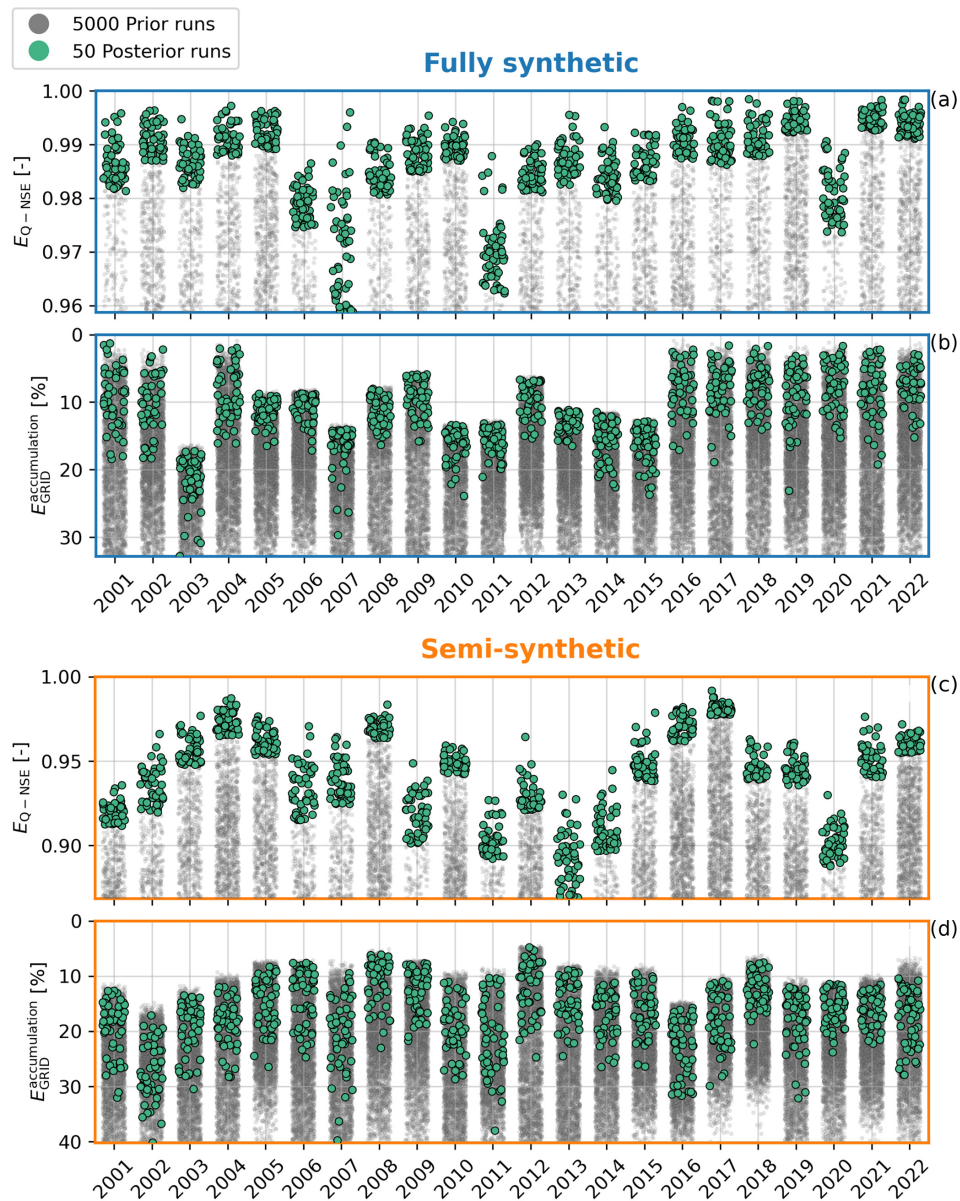 5000 Prior runs
50 Posterior runs
Fully synthetic
(a)
1.00
0.99
0.98
0.97
0.96
E_Q−NSE [-]
(b)
0
10
20
30
E_GRID^accumulation [%]
2001 2002 2003 2004 2005 2006 2007 2008 2009 2010 2011 2012 2013 2014 2015 2016 2017 2018 2019 2020 2021 2022
Semi-synthetic
(c)
1.00
0.95
0.90
E_Q−NSE [-]
(d)
0
10
20
30
40
E_GRID^accumulation [%]
2001 2002 2003 2004 2005 2006 2007 2008 2009 2010 2011 2012 2013 2014 2015 2016 2017 2018 2019 2020 2021 2022